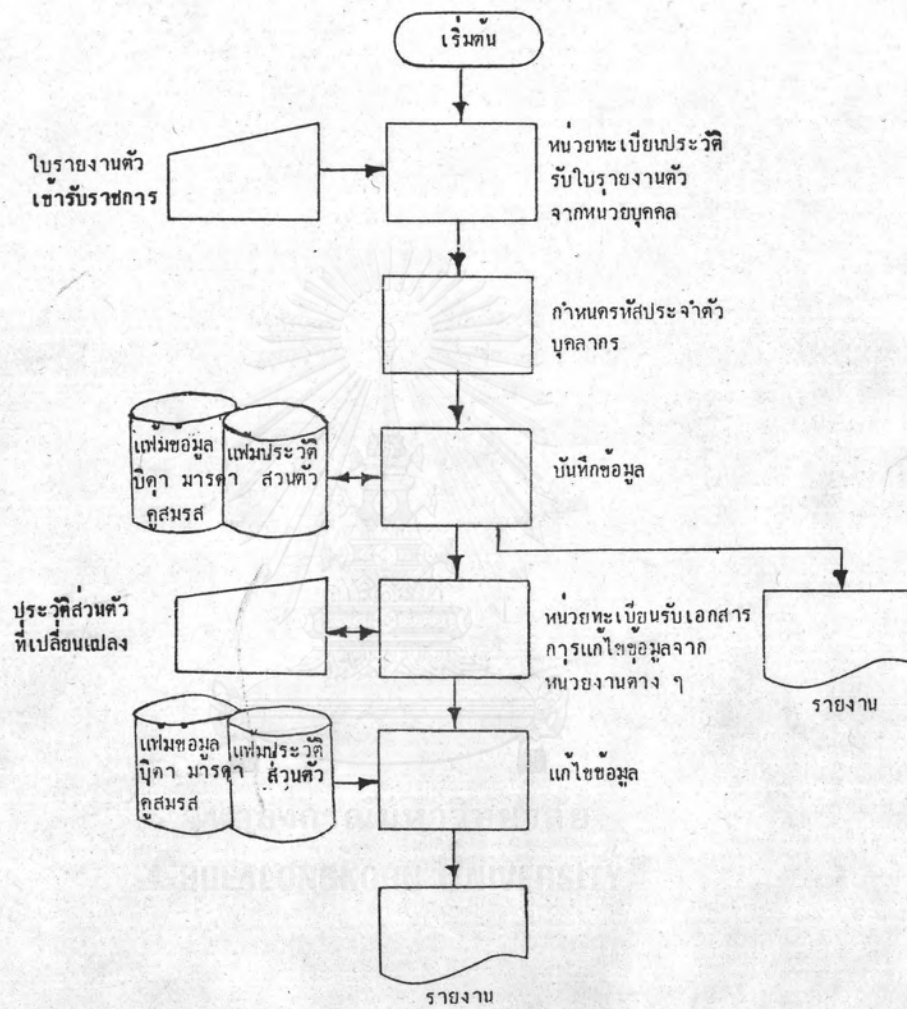 เริ่มต้น
ใบรายงานตัว
เข้ารับราชการ
หน่วยทะเบียนประวัติ
รับใบรายงานตัว
จากหน่วยบุคคล
กำหนดรหัสประจำตัว
บุคลากร
แฟ้มข้อมูล
บิดา มารดา
คู่สมรส
แฟ้มประวัติ
ส่วนตัว
บันทึกข้อมูล
ประวัติส่วนตัว
ที่เปลี่ยนแปลง
หน่วยทะเบียนรับเอกสาร
การแก้ไขข้อมูลจาก
หน่วยงานต่าง ๆ
รายงาน
แฟ้มข้อมูล
บิดา มารดา
คู่สมรส
แฟ้มประวัติ
ส่วนตัว
แก้ไขข้อมูล
รายงาน